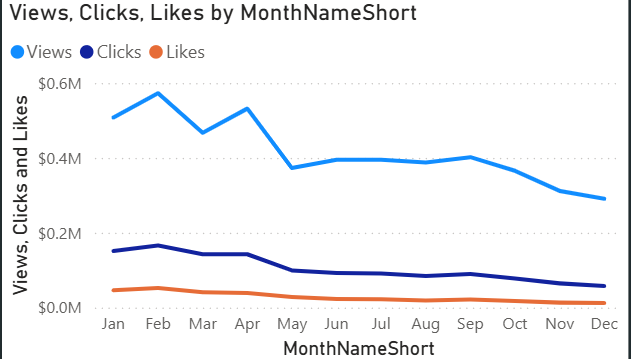 Views, Clicks, Likes by MonthNameShort
Views Clicks Likes
Views, Clicks and Likes
$0.6M
$0.4M
$0.2M
$0.0M
Jan Feb Mar Apr May Jun Jul Aug Sep Oct Nov Dec
MonthNameShort